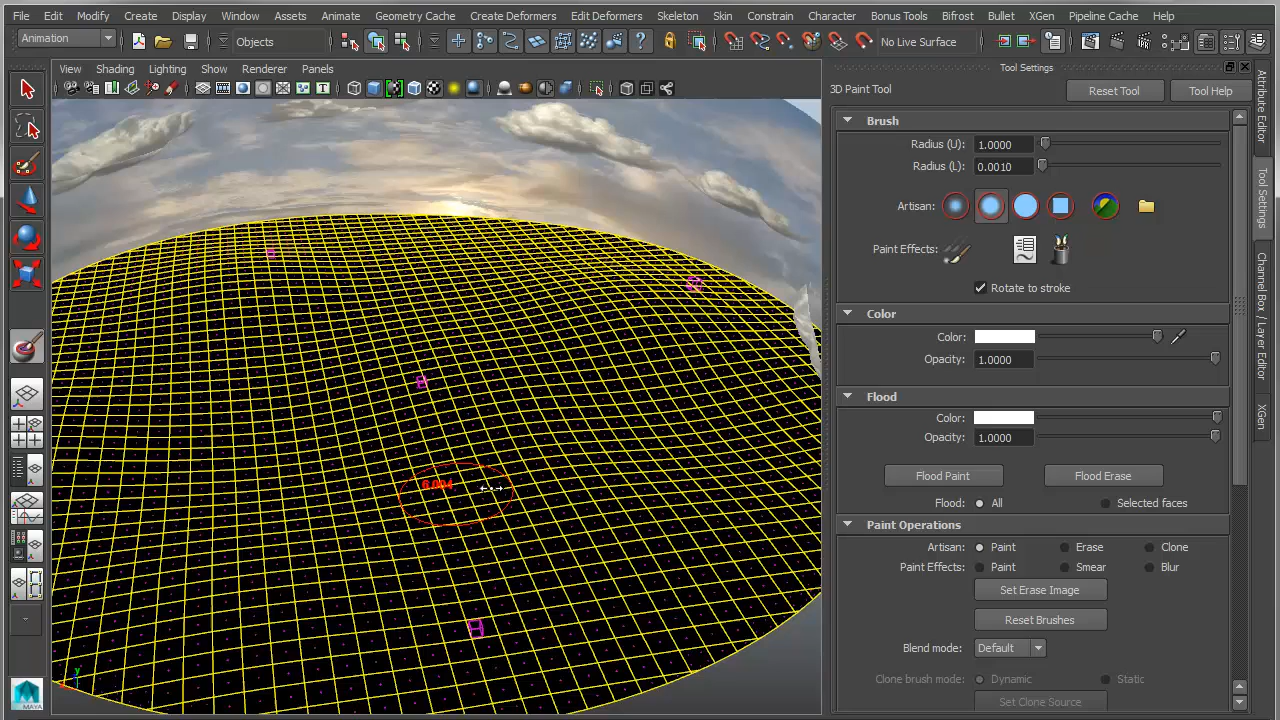 File Edit Modify Create Display Window Assets Animate Geometry Cache Create Deformers Edit Deformers Skeleton Skin Constrain Character Bonus Tools Bifrost Bullet XGen Pipeline Cache Help
Animation Objects No Live Surface
View Shading Lighting Show Renderer Panels
Tool Settings
3D Paint Tool Reset Tool Tool Help
Brush
Radius (U): 1.0000
Radius (L): 0.0010
Artisan:
Paint Effects:
Rotate to stroke
Color
Color:
Opacity: 1.0000
Flood
Color:
Opacity: 1.0000
Flood Paint Flood Erase
Flood: All Selected faces
Paint Operations
Artisan: Paint Erase Clone
Paint Effects: Paint Smear Blur
Set Erase Image
Reset Brushes
Blend mode: Default
Clone brush mode: Dynamic Static
Set Clone Source
Attribute Editor
Tool Settings
Channel Box / Layer Editor
XGen
y
MAYA